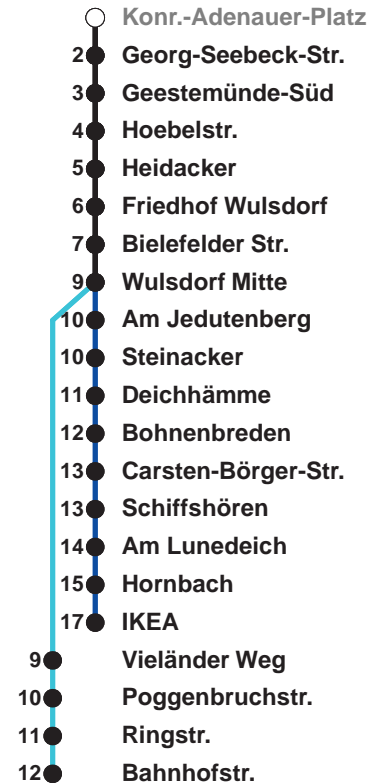 Konr.-Adenauer-Platz
2 Georg-Seebeck-Str.
3 Geestemünde-Süd
4 Hoebelstr.
5 Heidacker
6 Friedhof Wulsdorf
7 Bielefelder Str.
9 Wulsdorf Mitte
10 Am Jedutenberg
10 Steinacker
11 Deichhämme
12 Bohnenbreden
13 Carsten-Börger-Str.
13 Schiffshören
14 Am Lunedeich
15 Hornbach
17 IKEA
9 Vieländer Weg
10 Poggenbruchstr.
11 Ringstr.
12 Bahnhofstr.